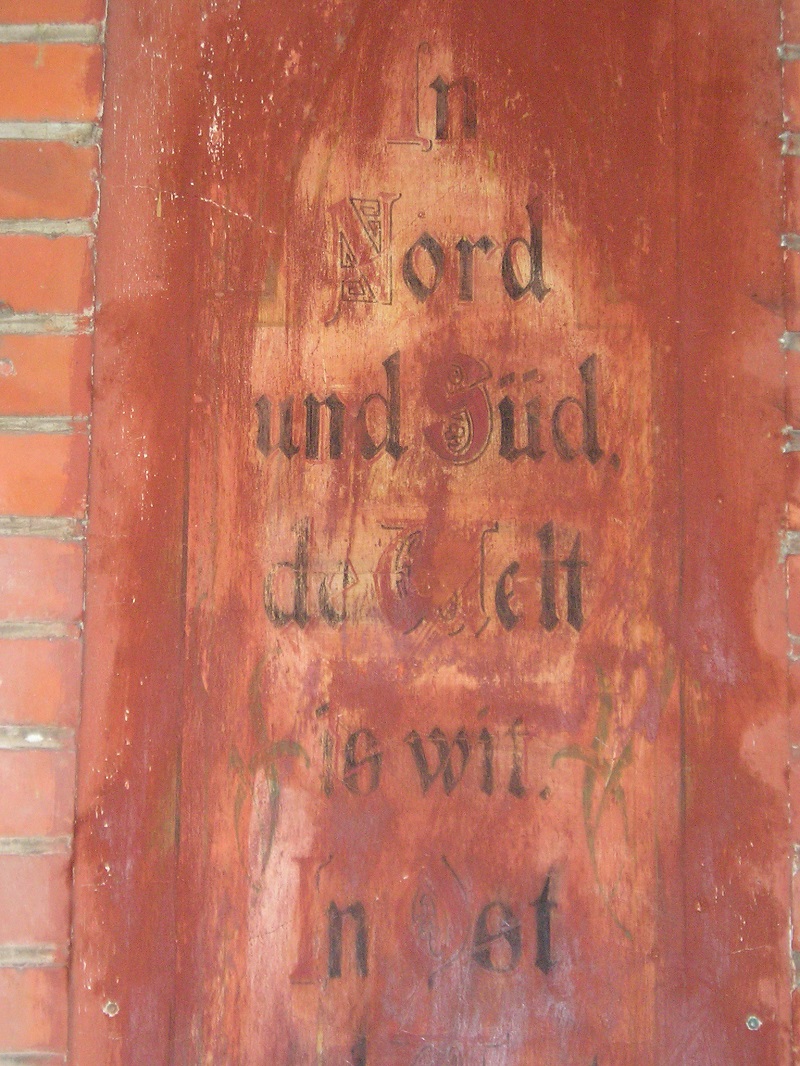 In
Nord
und Süd,
de Welt
is wit.
In Ost